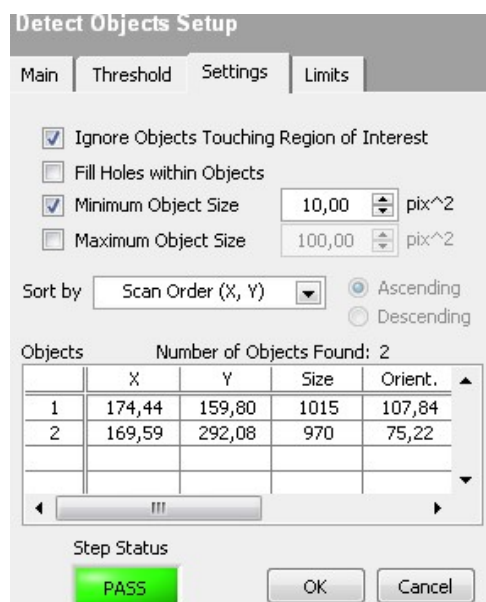 Detect Objects Setup
Main Threshold Settings Limits
Ignore Objects Touching Region of Interest
Fill Holes within Objects
Minimum Object Size 10,00 pix^2
Maximum Object Size 100,00 pix^2
Sort by Scan Order (X, Y) Ascending
Descending
Objects Number of Objects Found: 2
X Y Size Orient.
1 174,44 159,80 1015 107,84
2 169,59 292,08 970 75,22
Step Status
PASS OK Cancel